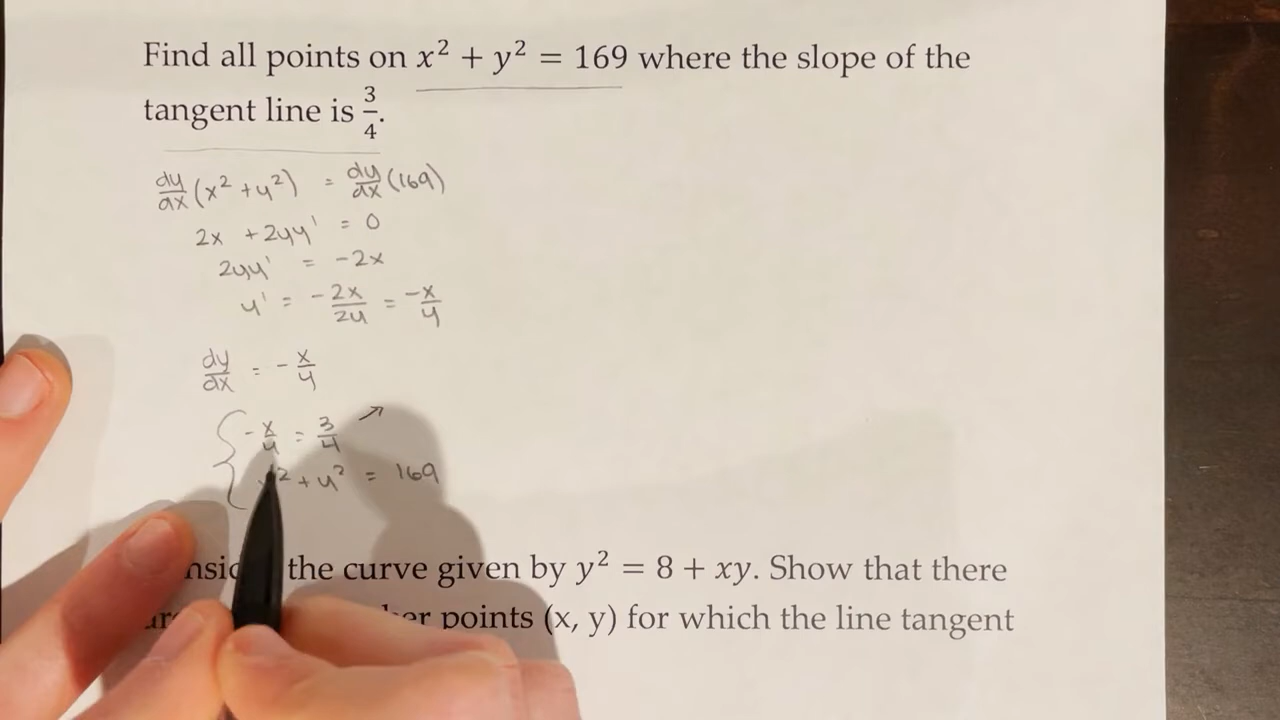 Find all points on x² + y² = 169 where the slope of the
tangent line is 3/4.
dy/dx (x² + y²) = dy/dx (169)
2x + 2yy' = 0
2yy' = -2x
y' = -2x/2y = -x/y
dy/dx = -x/y
-x/y = 3/4
² + y² = 169
the curve given by y² = 8 + xy. Show that there
points (x, y) for which the line tangent